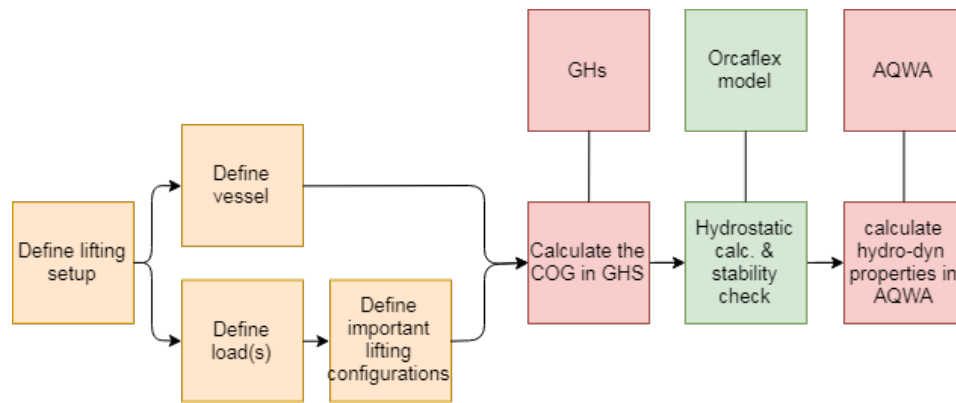 GHs
Orcaflex
model
AQWA
Define
vessel
Define lifting
setup
Calculate the
COG in GHS
Hydrostatic
calc. &
stability
check
calculate
hydro-dyn
properties in
AQWA
Define
load(s)
Define
important
lifting
configurations